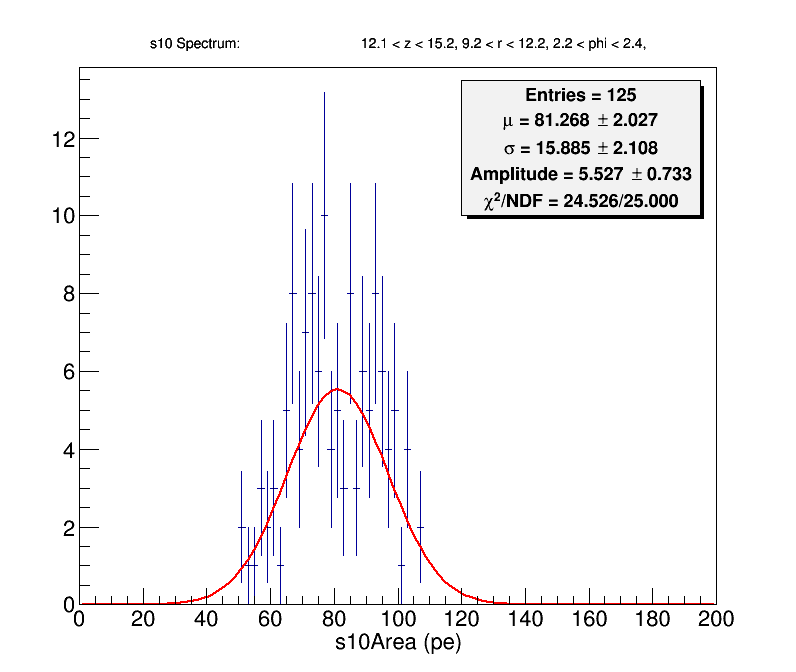 s10 Spectrum: 12.1 < z < 15.2, 9.2 < r < 12.2, 2.2 < phi < 2.4,
Entries = 125
μ = 81.268 ± 2.027
σ = 15.885 ± 2.108
Amplitude = 5.527 ± 0.733
χ²/NDF = 24.526/25.000
12
10
8
6
4
2
0
0 20 40 60 80 100 120 140 160 180 200
s10Area (pe)